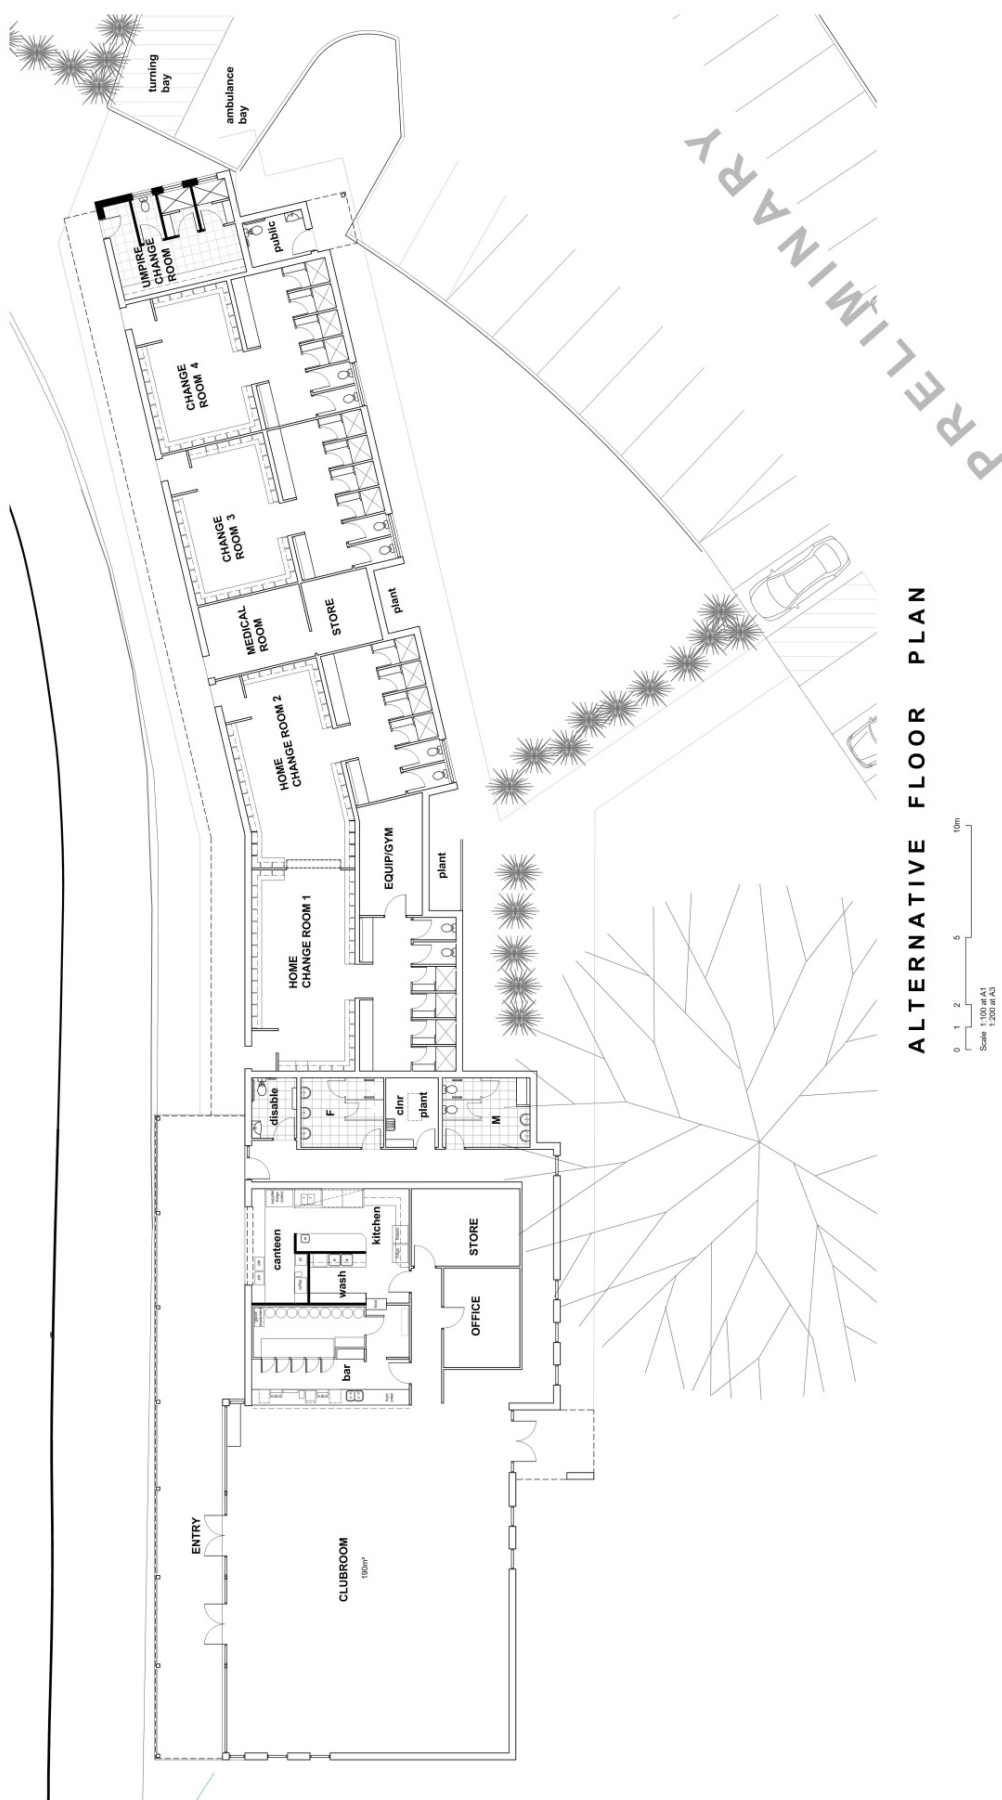 turning
bay
ambulance
bay
PRELIMINARY
UMPIRE
CHANGE
ROOM
public
CHANGE
ROOM 4
CHANGE
ROOM 3
MEDICAL
ROOM
STORE
plant
HOME
CHANGE ROOM 2
EQUIP/GYM
plant
HOME
CHANGE ROOM 1
disable
F
clnr
plant
M
canteen
kitchen
wash
STORE
OFFICE
bar
ENTRY
CLUBROOM
190m²
ALTERNATIVE FLOOR PLAN
0 1 2 5 10m
Scale 1:100 at A1
1:200 at A3